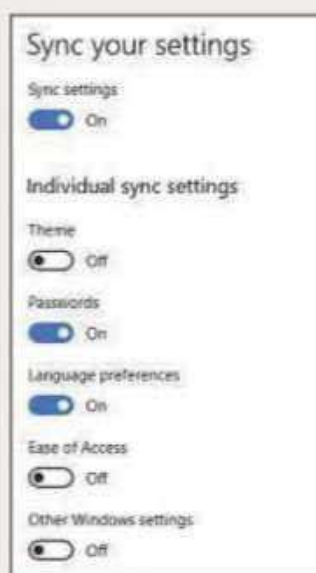 Sync your settings
Sync settings
On
Individual sync settings
Theme
Off
Passwords
On
Language preferences
On
Ease of Access
Off
Other Windows settings
Off